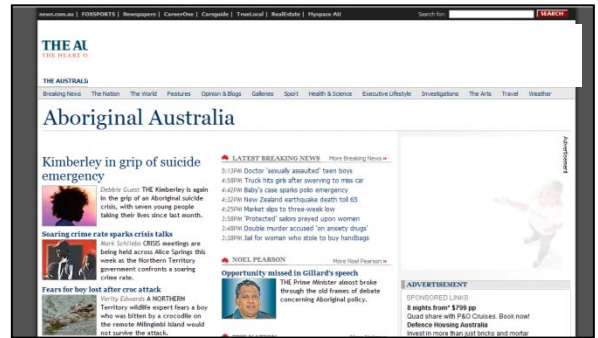 news.com.au | FOXSPORTS | Newspapers | CareerOne | Carsguide | TrueLocal | RealEstate | Myspace AU
Search for:
SEARCH
THE AU
THE HEART O
THE AUSTRALI
Breaking News The Nation The World Features Opinion & Blogs Galleries Sport Health & Science Executive Lifestyle Investigations The Arts Travel Weather
Aboriginal Australia
Kimberley in grip of suicide
emergency
Debbie Guest THE Kimberley is again
in the grip of an Aboriginal suicide
crisis, with seven young people
taking their lives since last month.
Soaring crime rate sparks crisis talks
Mark Schliebs CRISIS meetings are
being held across Alice Springs this
week as the Northern Territory
government confronts a soaring
crime rate.
Fears for boy lost after croc attack
Verity Edwards A NORTHERN
Territory wildlife expert fears a boy
who was bitten by a crocodile on
the remote Milingimbi Island would
not survive the attack.
LATEST BREAKING NEWS More Breaking News »
5:13PM Doctor 'sexually assaulted' teen boys
4:58PM Truck hits girls after swerving to miss car
4:42PM Baby's case sparks polio emergency
4:22PM New Zealand earthquake death toll 65
4:25PM Market slips to three-week low
2:58PM 'Protected' sailors preyed upon women
2:48PM Double murder accused 'on anxiety drugs'
2:38PM Jail for woman who stole to buy handbags
NOEL PEARSON More Noel Pearson »
Opportunity missed in Gillard's speech
THE Prime Minister almost broke
through the old frames of debate
concerning Aboriginal policy.
Advertisement
ADVERTISEMENT
SPONSORED LINKS
8 nights from* $799 pp
Quad share with P&O Cruises. Book now!
Defence Housing Australia
Invest in more than just bricks and mortar